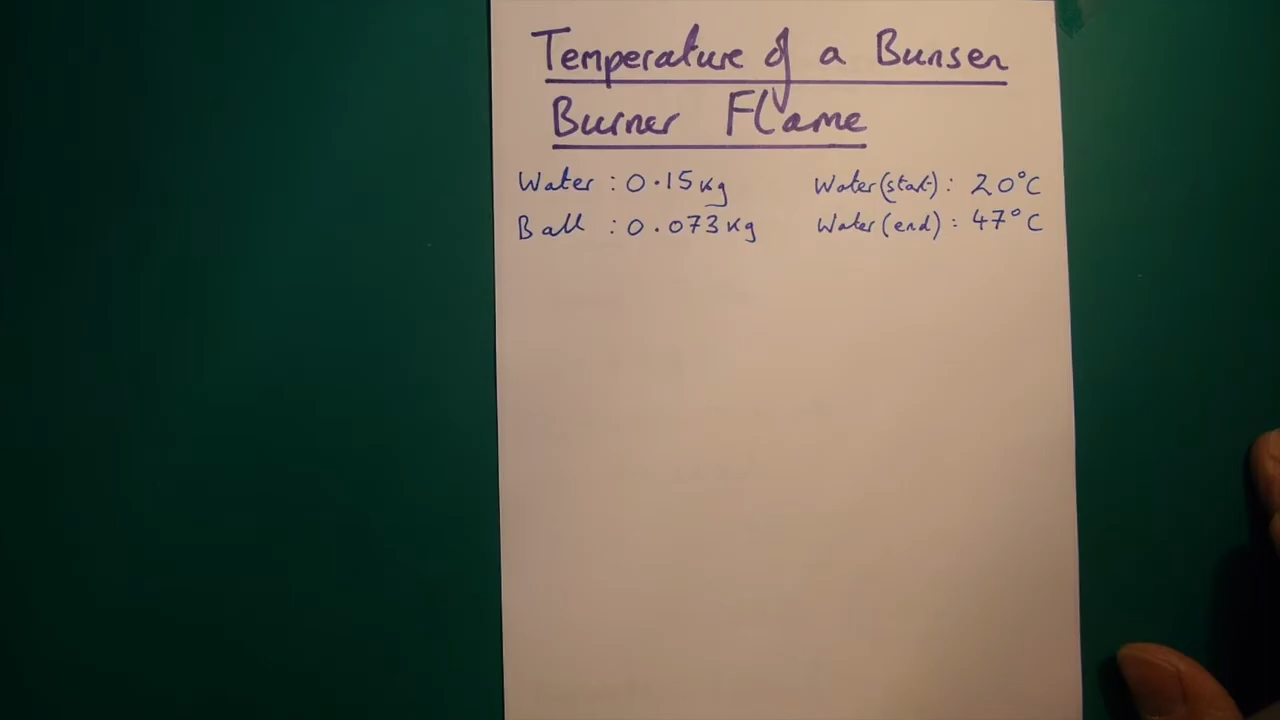 Temperature of a Bunsen
Burner Flame
Water : 0.15kg Water(start) : 20°C
Ball : 0.073kg Water(end) : 47°C